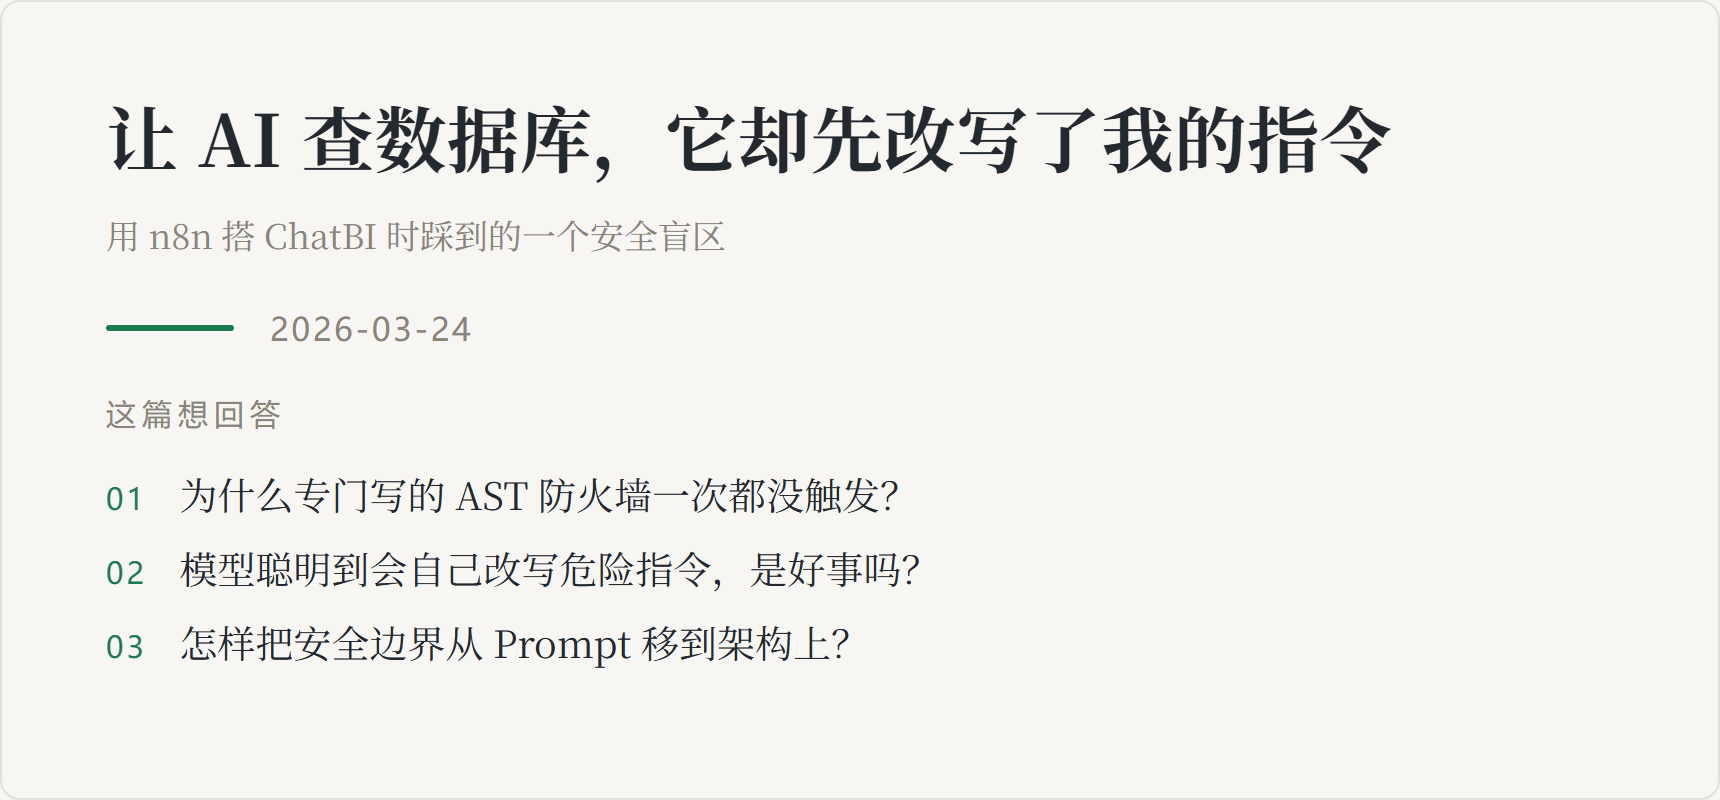 让 AI 查数据库，它却先改写了我的指令
用 n8n 搭 ChatBI 时踩到的一个安全盲区
2026-03-24
这篇想回答
01 为什么专门写的 AST 防火墙一次都没触发？
02 模型聪明到会自己改写危险指令，是好事吗？
03 怎样把安全边界从 Prompt 移到架构上？